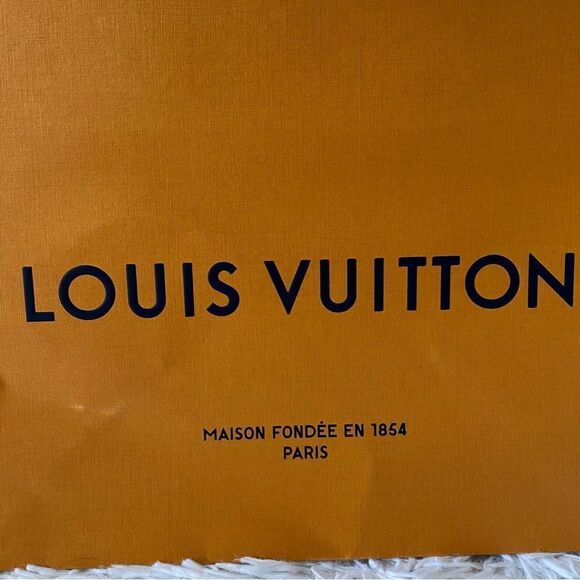 LOUIS VUITTON
MAISON FONDÉE EN 1854
PARIS